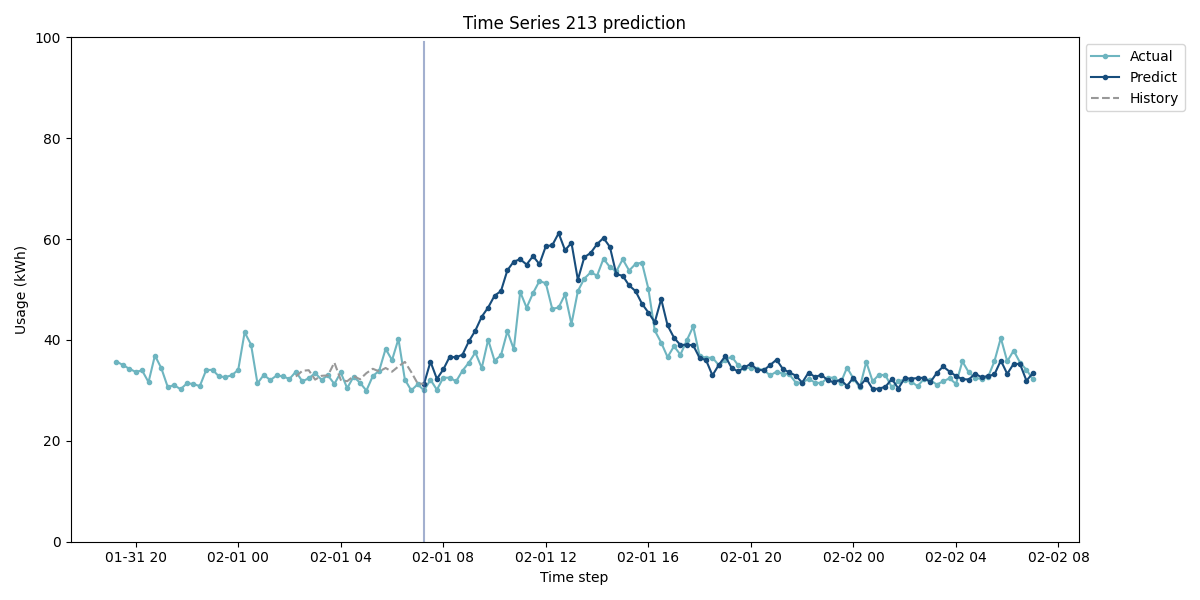 Time Series 213 prediction
Usage (kWh)
100
80
60
40
20
0
01-31 20
02-01 00
02-01 04
02-01 08
02-01 12
02-01 16
02-01 20
02-02 00
02-02 04
02-02 08
Time step
Actual
Predict
History